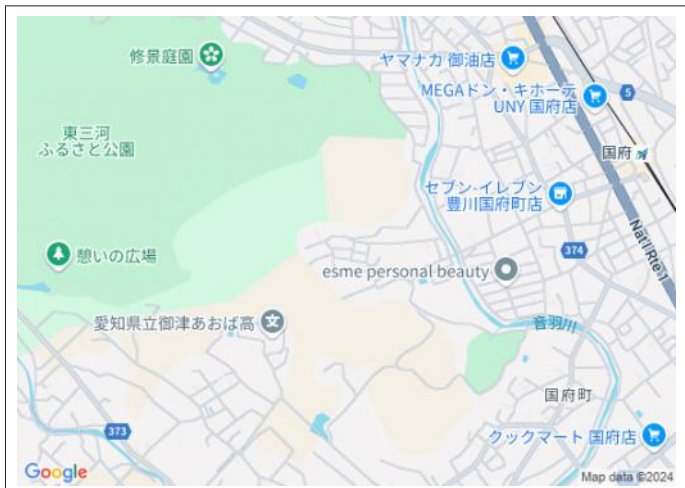 修景庭園
ヤマナカ 御油店
MEGAドン・キホーテ
UNY 国府店
5
東三河
ふるさと公園
国府
セブン-イレブン
豊川国府町店
374
Nat'l Rte 1
憩いの広場
esme personal beauty
愛知県立御津あおば高
文
音羽川
国府町
373
クックマート 国府店
Google
Map data ©2024